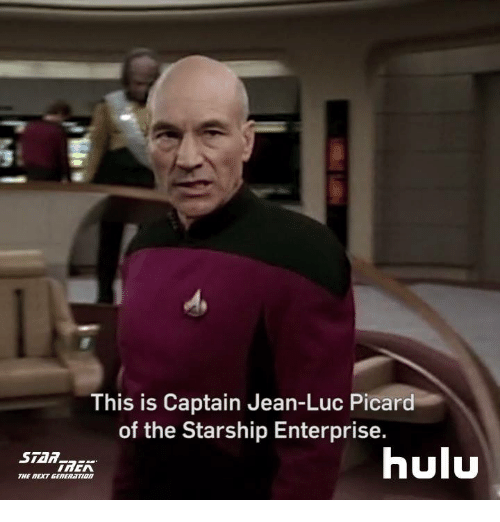 This is Captain Jean-Luc Picard
of the Starship Enterprise.
STAR TREK
THE NEXT GENERATION
hulu